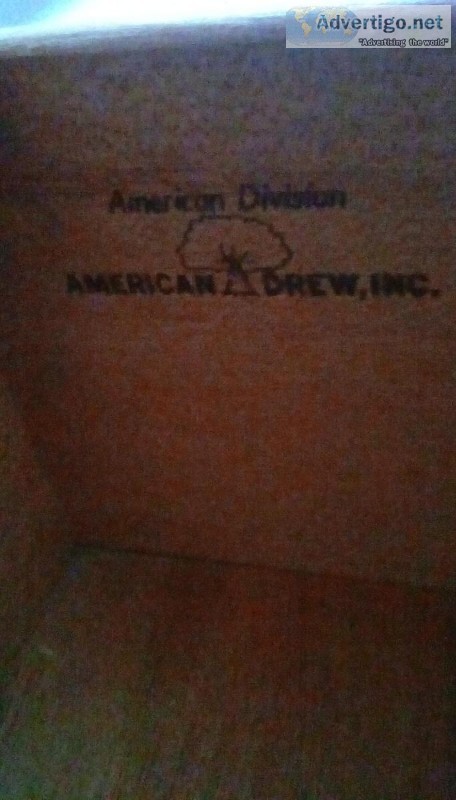 Advertigo.net
"Advertising the world"
American Division
AMERICAN DREW, INC.